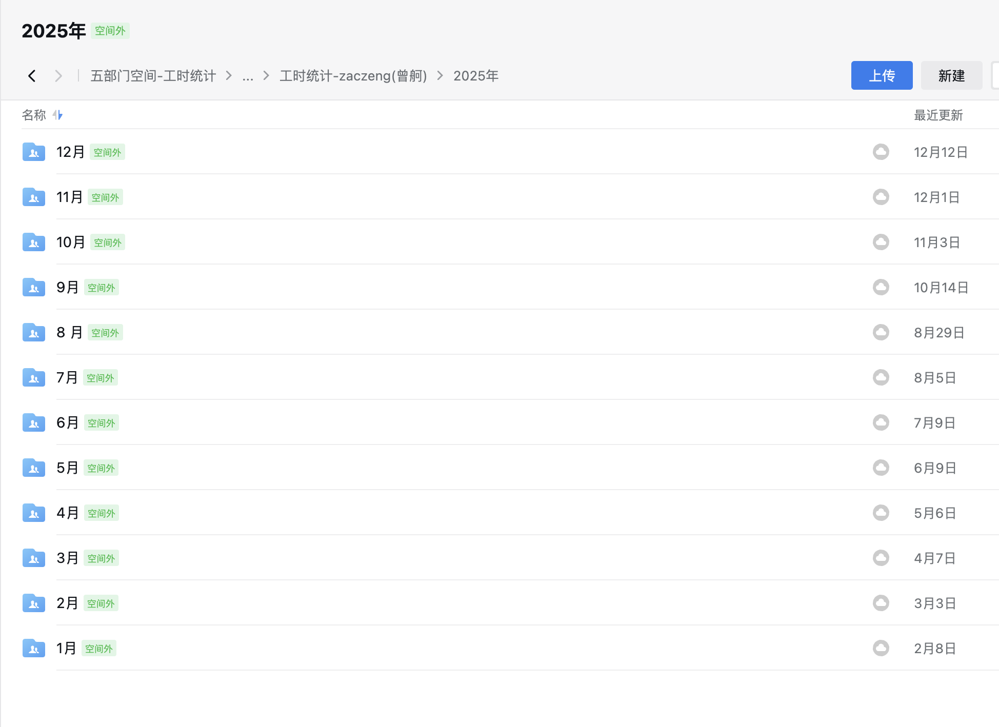 2025年 空间外
五部门空间-工时统计 > ... > 工时统计-zaczeng(曾舸) > 2025年 上传 新建
名称 最近更新
12月 空间外 12月12日
11月 空间外 12月1日
10月 空间外 11月3日
9月 空间外 10月14日
8 月 空间外 8月29日
7月 空间外 8月5日
6月 空间外 7月9日
5月 空间外 6月9日
4月 空间外 5月6日
3月 空间外 4月7日
2月 空间外 3月3日
1月 空间外 2月8日